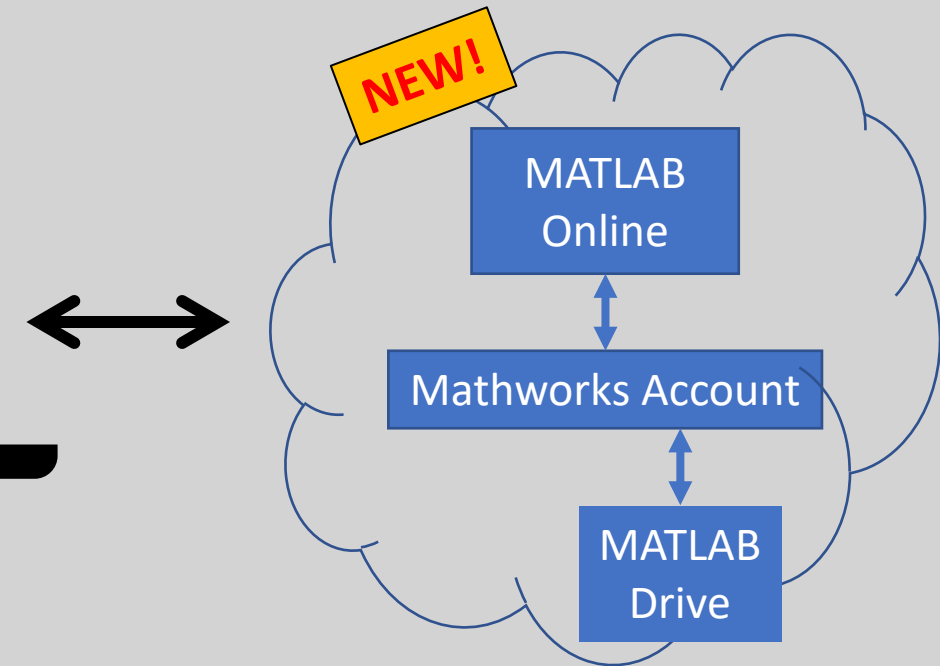 NEW!
MATLAB
Online
Mathworks Account
MATLAB
Drive